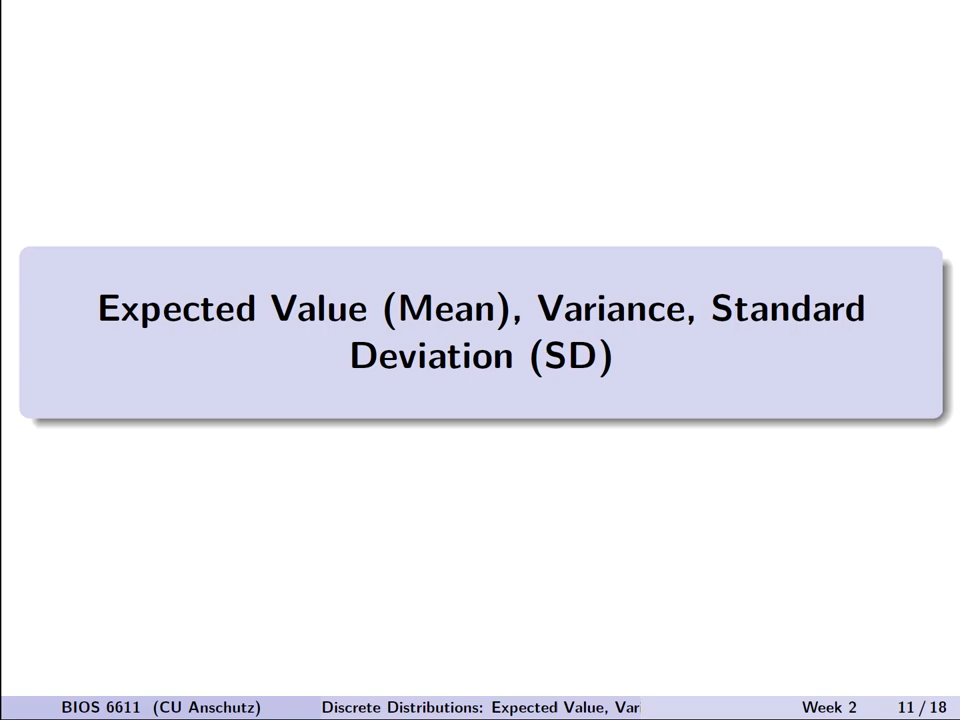 Expected Value (Mean), Variance, Standard
Deviation (SD)
BIOS 6611 (CU Anschutz)
Discrete Distributions: Expected Value, Vari
Week 2
11 / 18